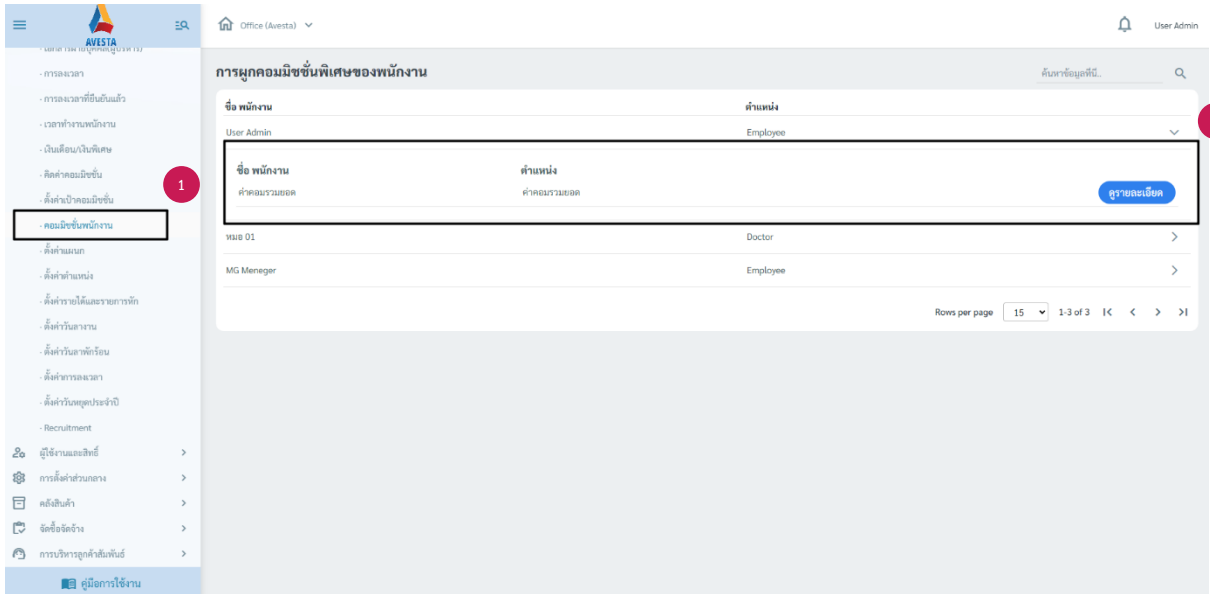 AVESTA
Office (Avesta)
User Admin
· การลงเวลา
· การลงเวลาที่ยืนยันแล้ว
· เวลาทำงานพนักงาน
· เงินเดือน/เงินพิเศษ
· คิดค่าคอมมิชชั่น
1
· ตั้งค่าเป้าคอมมิชชั่น
· คอมมิชชั่นพนักงาน
· ตั้งค่าแผนก
· ตั้งค่าตำแหน่ง
· ตั้งค่ารายได้และรายการหัก
· ตั้งค่าวันลางาน
· ตั้งค่าวันลาพักร้อน
· ตั้งค่าการลงเวลา
· ตั้งค่าวันหยุดประจำปี
· Recruitment
ผู้ใช้งานและสิทธิ์
การตั้งค่าส่วนกลาง
คลังสินค้า
จัดซื้อจัดจ้าง
การบริหารลูกค้าสัมพันธ์
คู่มือการใช้งาน
การผูกคอมมิชชั่นพิเศษของพนักงาน
ค้นหาข้อมูลที่นี่..
ชื่อ พนักงาน ตำแหน่ง
User Admin Employee
ชื่อ พนักงาน ตำแหน่ง
ค่าคอมรวมยอด ค่าคอมรวมยอด ดูรายละเอียด
หมอ 01 Doctor
MG Meneger Employee
Rows per page 15 1-3 of 3